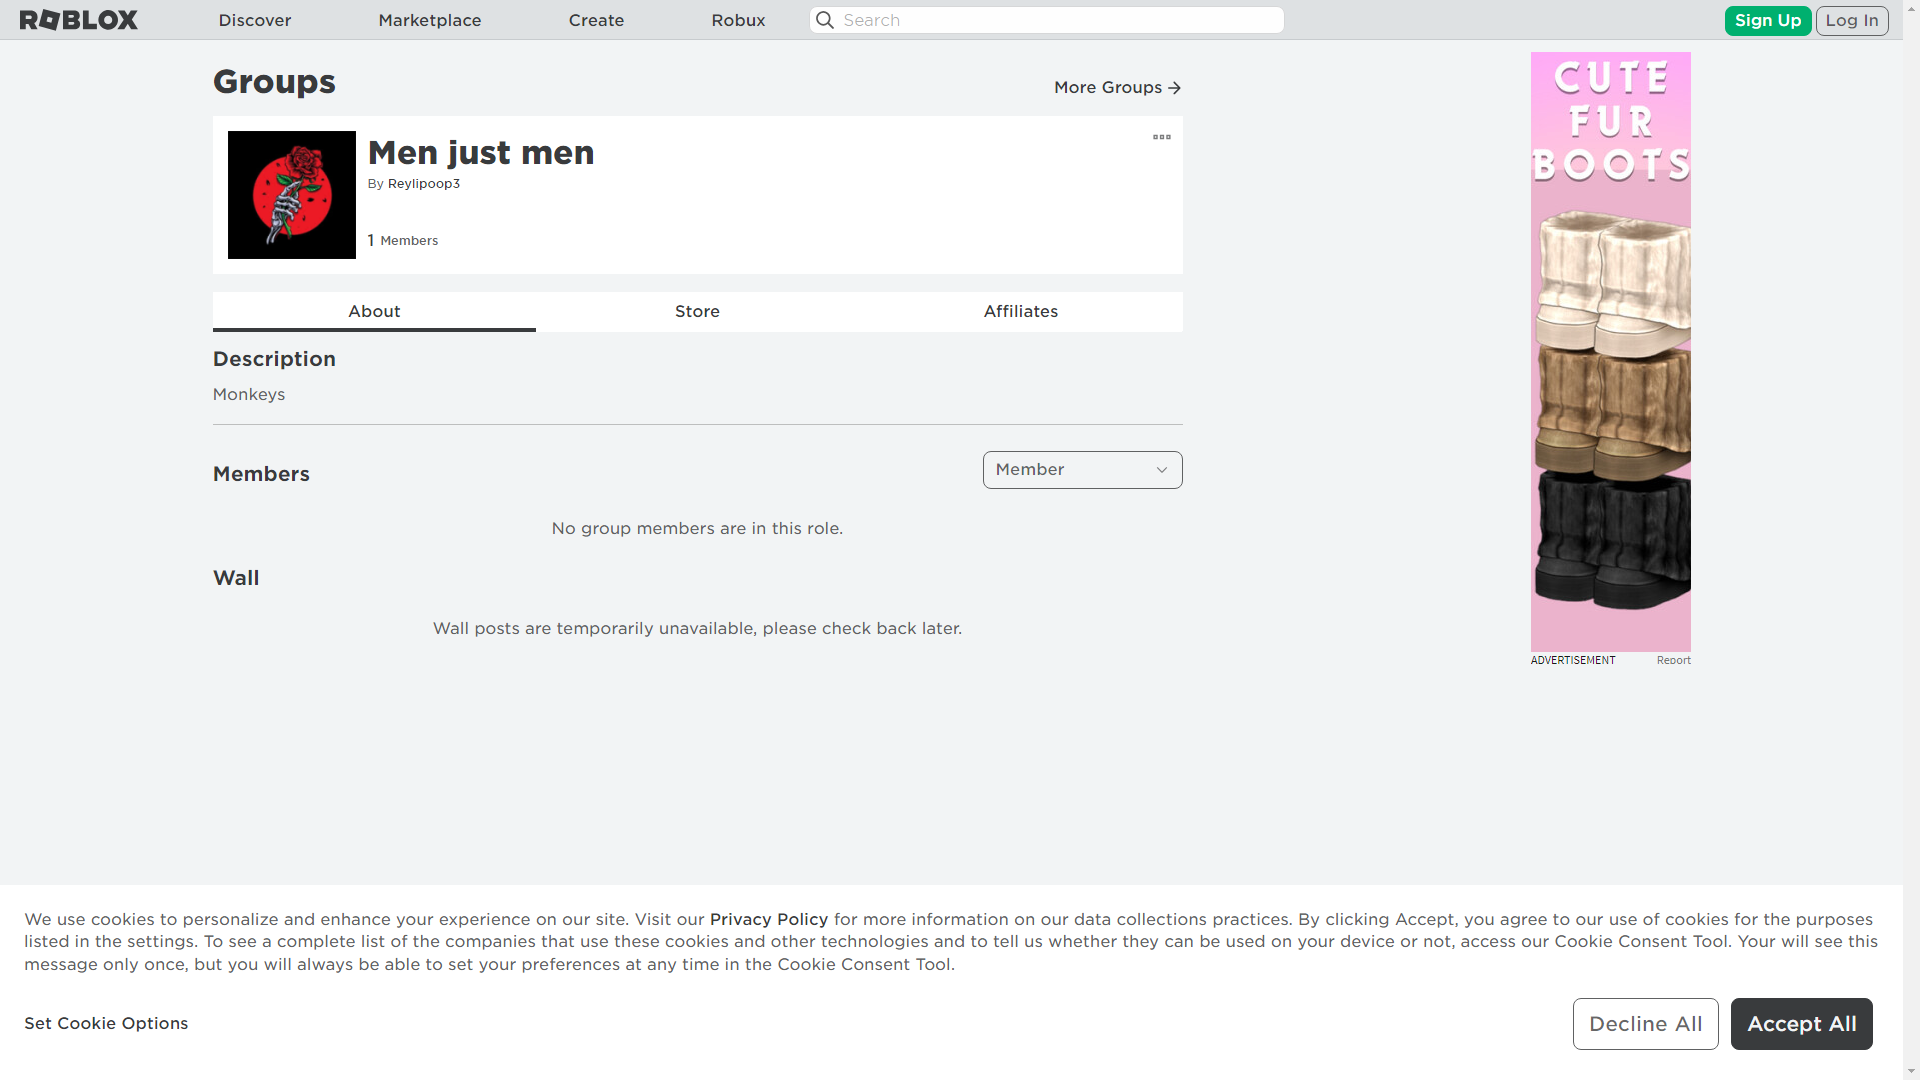 ROBLOX
Discover
Marketplace
Create
Robux
Search
Sign Up
Log In
Groups
More Groups
Men just men
By Reylipoop3
1 Members
About
Store
Affiliates
Description
Monkeys
Members
Member
No group members are in this role.
Wall
Wall posts are temporarily unavailable, please check back later.
CUTE
FUR
BOOTS
ADVERTISEMENT
Report
We use cookies to personalize and enhance your experience on our site. Visit our Privacy Policy for more information on our data collections practices. By clicking Accept, you agree to our use of cookies for the purposes
listed in the settings. To see a complete list of the companies that use these cookies and other technologies and to tell us whether they can be used on your device or not, access our Cookie Consent Tool. Your will see this
message only once, but you will always be able to set your preferences at any time in the Cookie Consent Tool.
Set Cookie Options
Decline All
Accept All